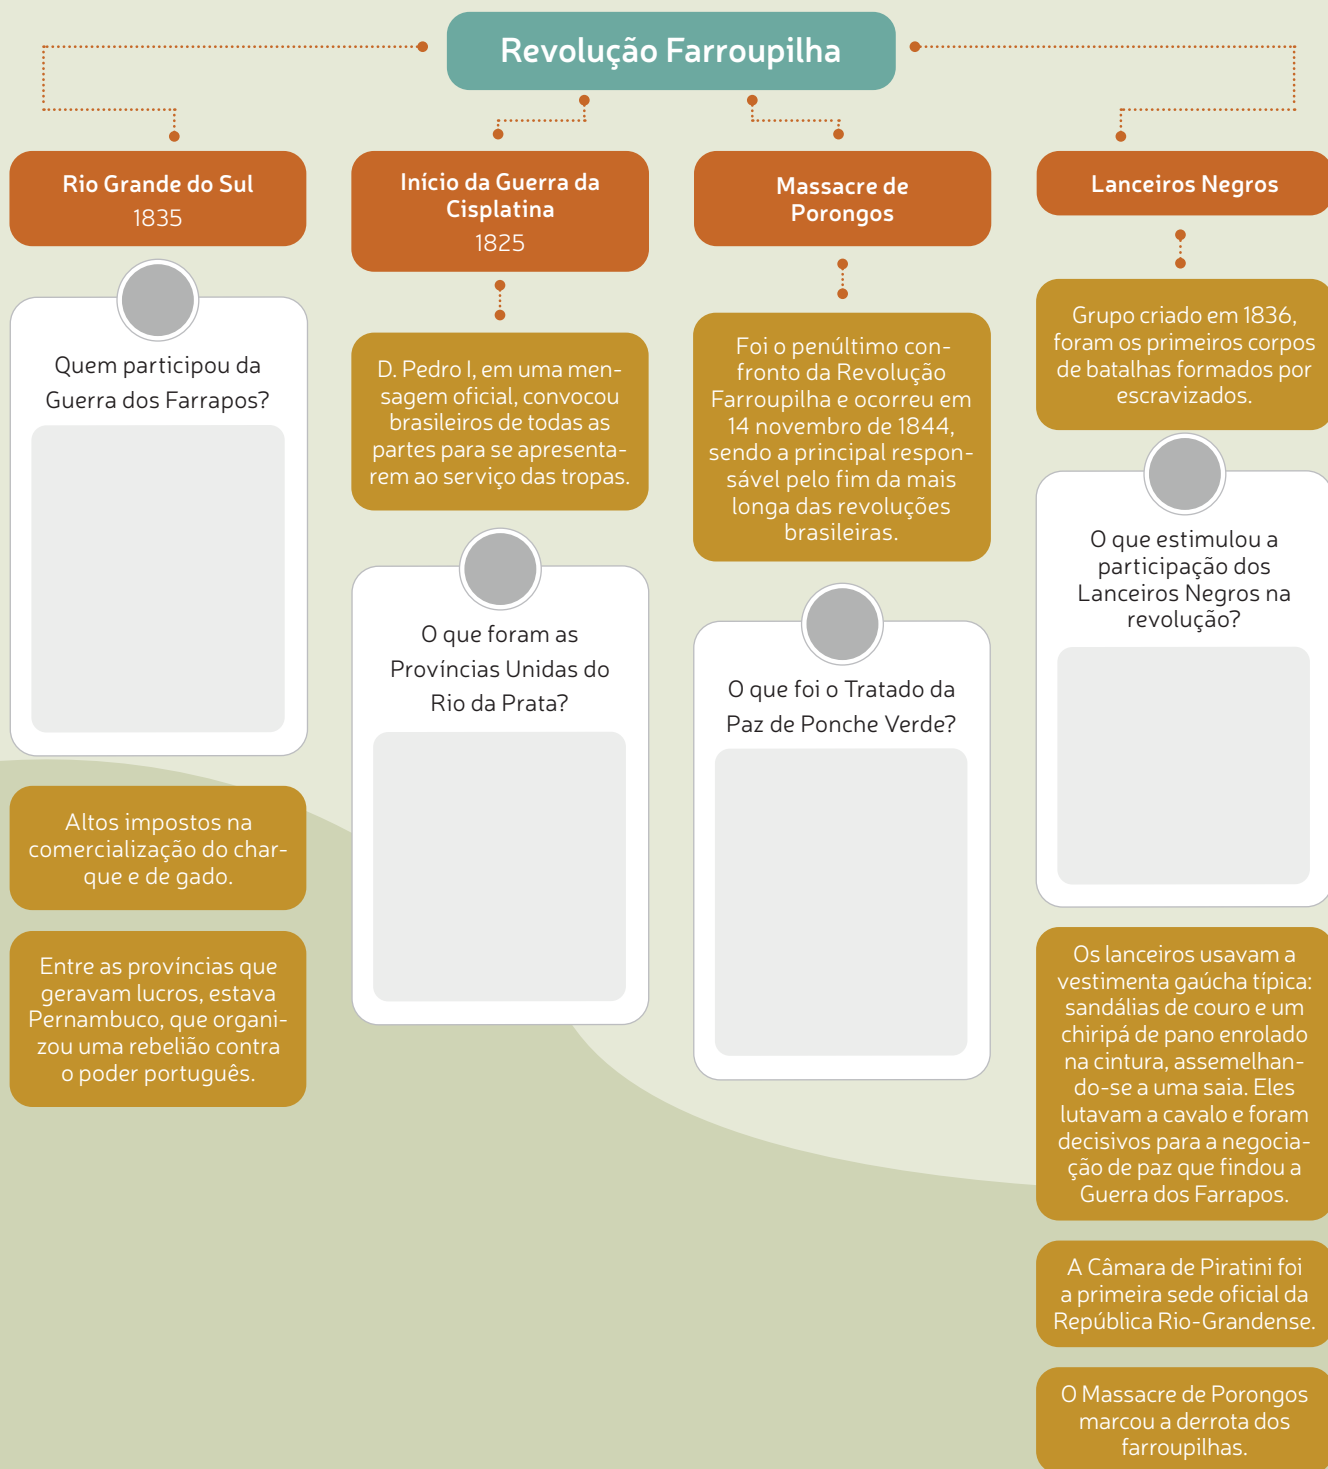 Revolução Farroupilha
Rio Grande do Sul
1835
Quem participou da
Guerra dos Farrapos?
Altos impostos na
comercialização do char-
que e de gado.
Entre as províncias que
geravam lucros, estava
Pernambuco, que organi-
zou uma rebelião contra
o poder português.
Início da Guerra da
Cisplatina
1825
D. Pedro I, em uma men-
sagem oficial, convocou
brasileiros de todas as
partes para se apresenta-
rem ao serviço das tropas.
O que foram as
Províncias Unidas do
Rio da Prata?
Massacre de
Porongos
Foi o penúltimo con-
fronto da Revolução
Farroupilha e ocorreu em
14 novembro de 1844,
sendo a principal respon-
sável pelo fim da mais
longa das revoluções
brasileiras.
O que foi o Tratado da
Paz de Ponche Verde?
Lanceiros Negros
Grupo criado em 1836,
foram os primeiros corpos
de batalhas formados por
escravizados.
O que estimulou a
participação dos
Lanceiros Negros na
revolução?
Os lanceiros usavam a
vestimenta gaúcha típica:
sandálias de couro e um
chiripá de pano enrolado
na cintura, assemelhan-
do-se a uma saia. Eles
lutavam a cavalo e foram
decisivos para a negocia-
ção de paz que findou a
Guerra dos Farrapos.
A Câmara de Piratini foi
a primeira sede oficial da
República Rio-Grandense.
O Massacre de Porongos
marcou a derrota dos
farroupilhas.